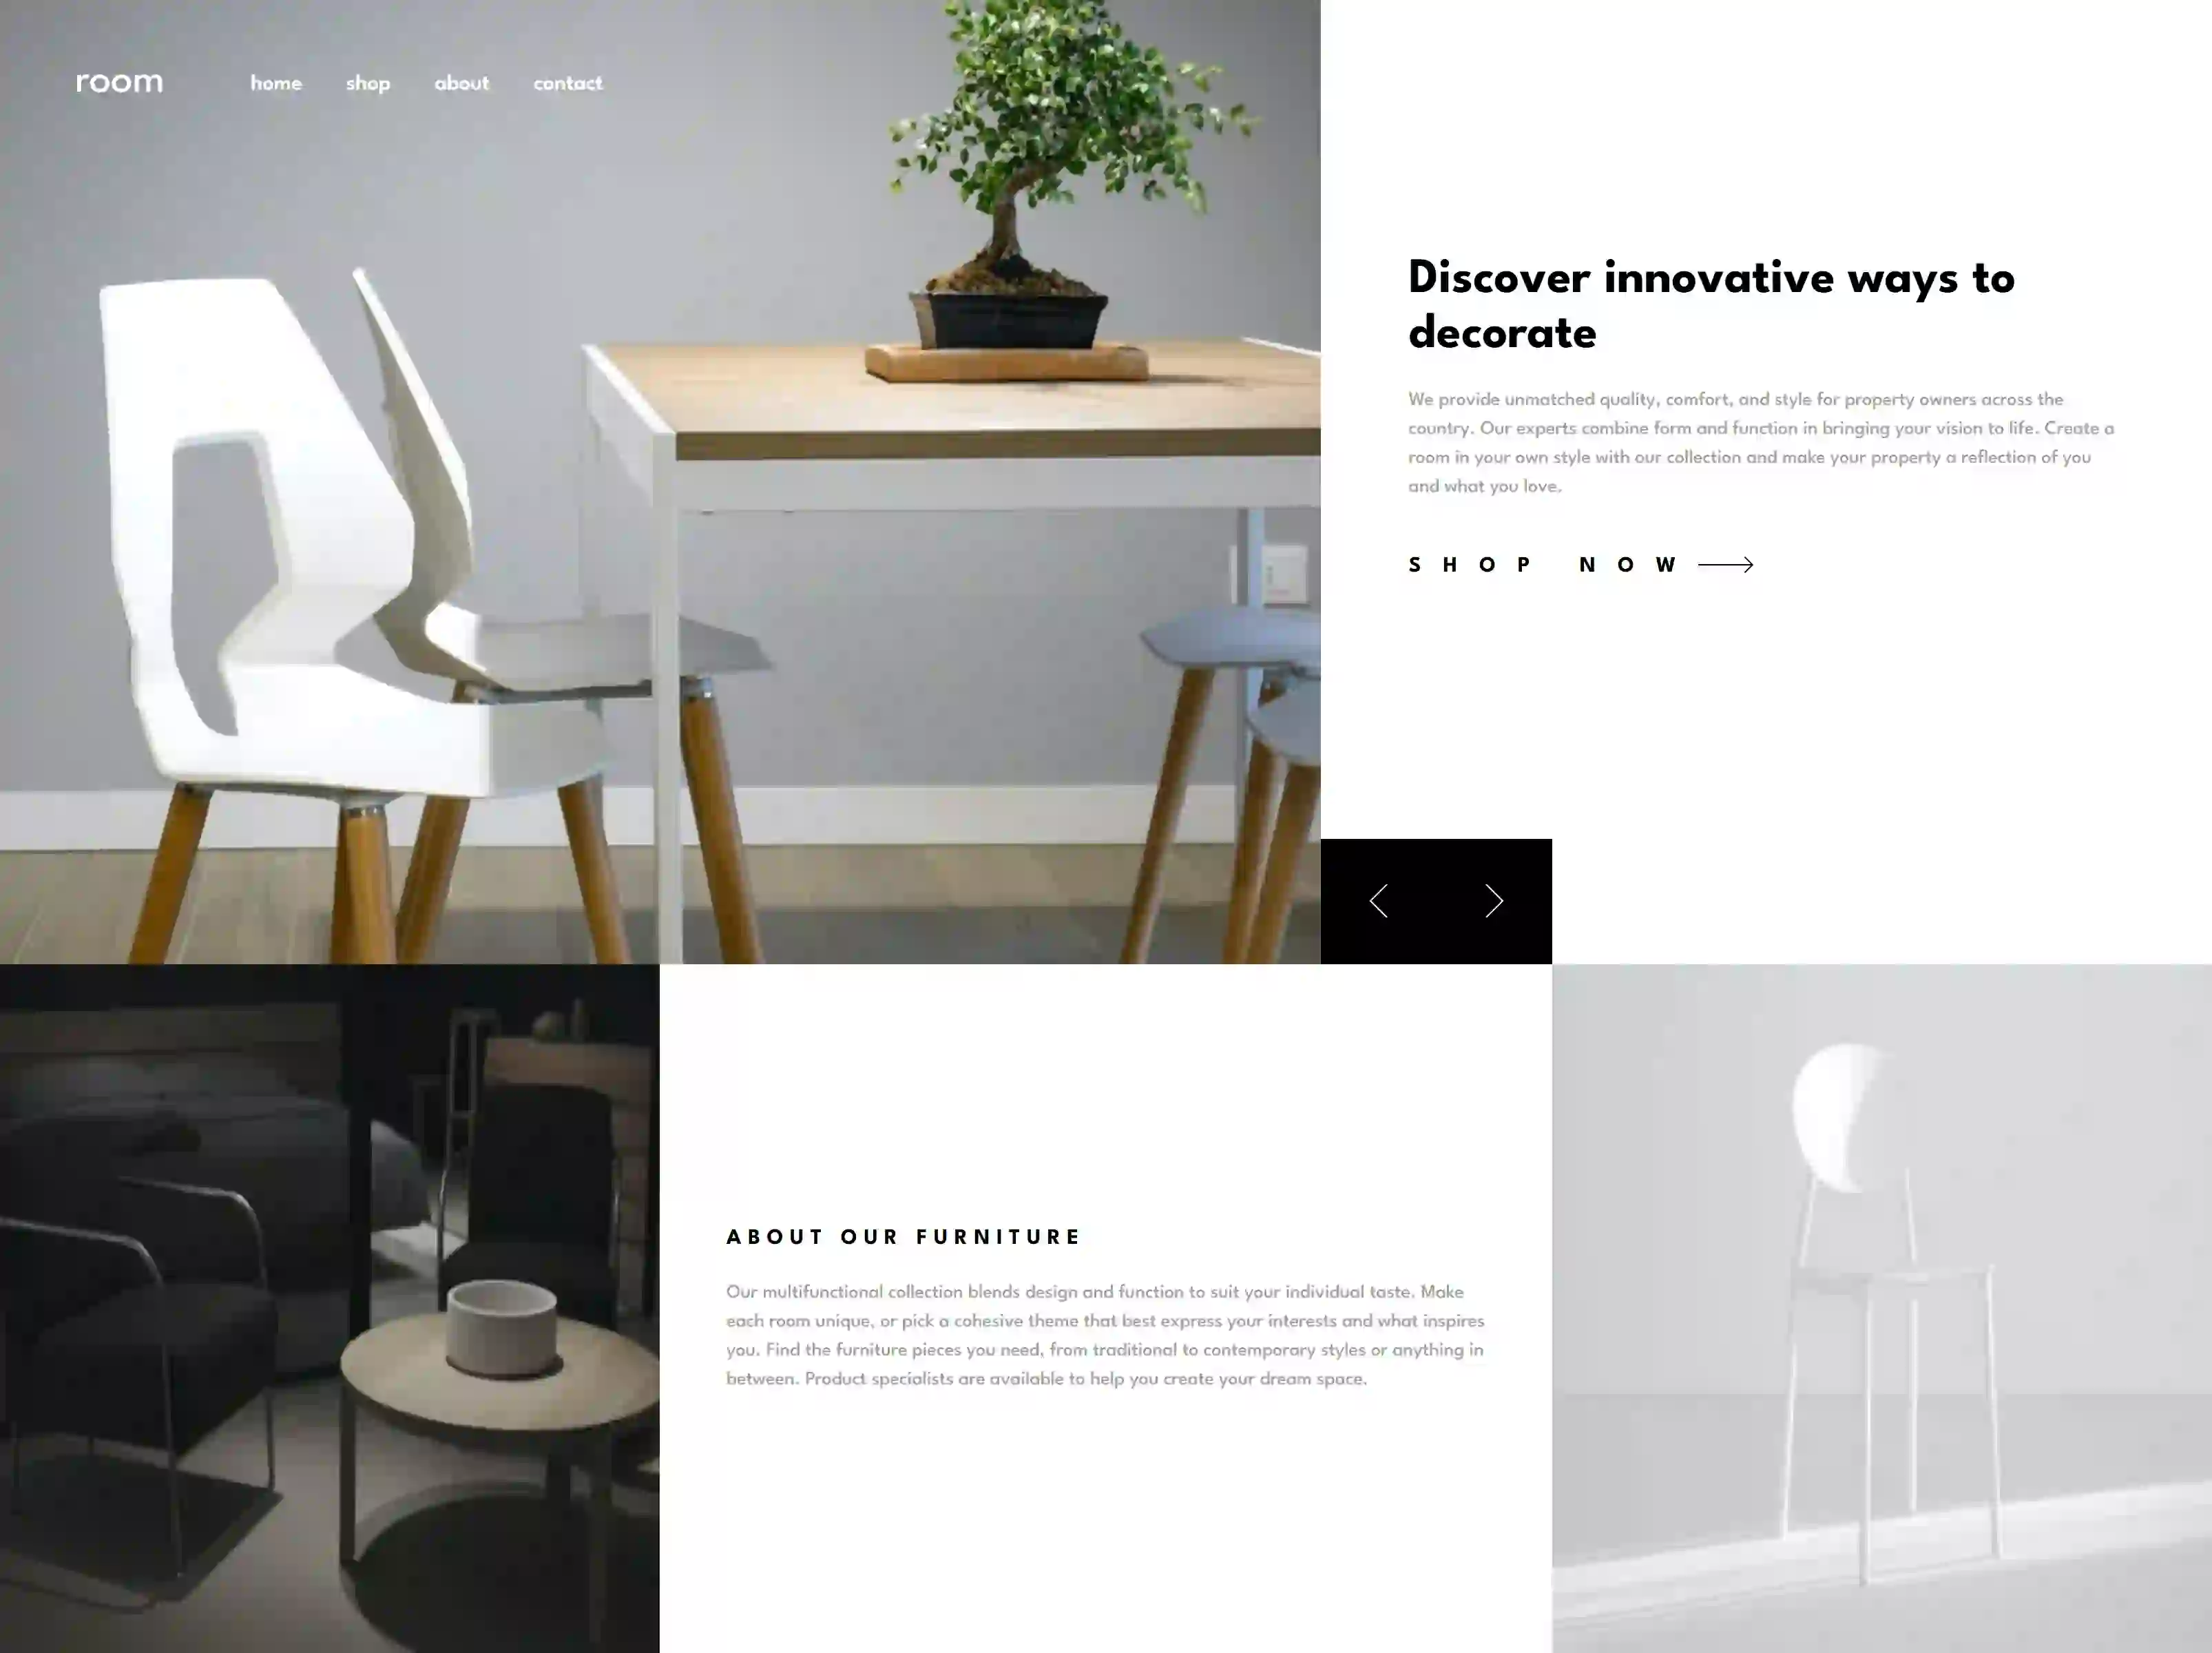 room
home shop about contact
Discover innovative ways to
decorate
We provide unmatched quality, comfort, and style for property owners across the
country. Our experts combine form and function in bringing your vision to life. Create a
room in your own style with our collection and make your property a reflection of you
and what you love.
SHOP NOW
ABOUT OUR FURNITURE
Our multifunctional collection blends design and function to suit your individual taste. Make
each room unique, or pick a cohesive theme that best express your interests and what inspires
you. Find the furniture pieces you need, from traditional to contemporary styles or anything in
between. Product specialists are available to help you create your dream space.